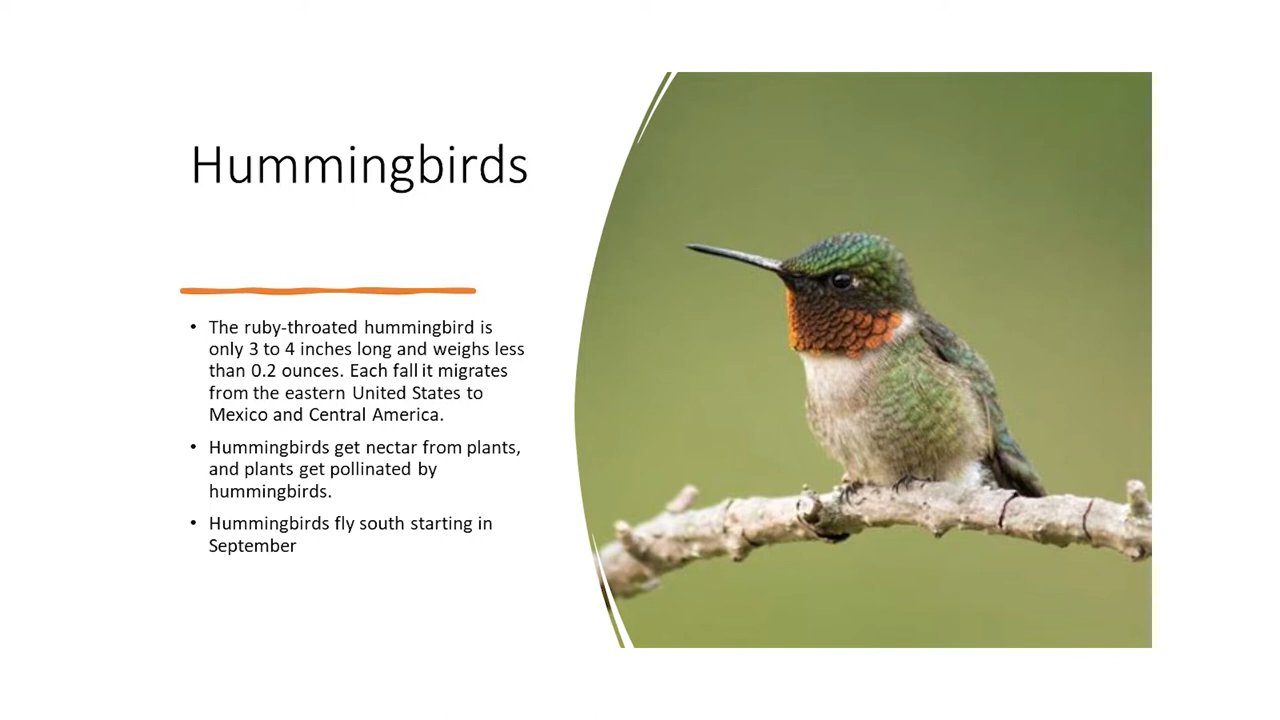 Hummingbirds
• The ruby-throated hummingbird is
only 3 to 4 inches long and weighs less
than 0.2 ounces. Each fall it migrates
from the eastern United States to
Mexico and Central America.
• Hummingbirds get nectar from plants,
and plants get pollinated by
hummingbirds.
• Hummingbirds fly south starting in
September